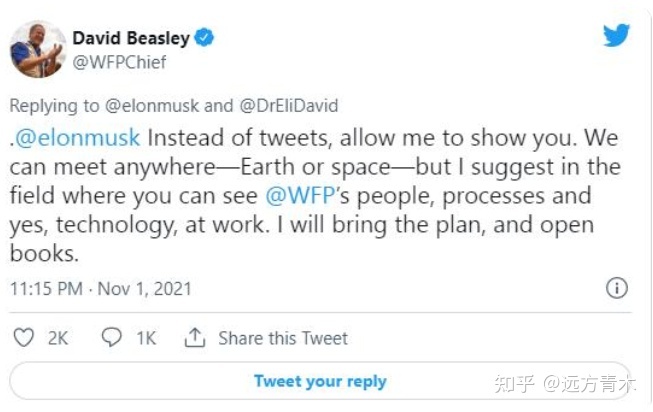 David Beasley
@WFPChief
Replying to @elonmusk and @DrEliDavid
.@elonmusk Instead of tweets, allow me to show you. We
can meet anywhere—Earth or space—but I suggest in the
field where you can see @WFP's people, processes and
yes, technology, at work. I will bring the plan, and open
books.
11:15 PM · Nov 1, 2021
2K 1K Share this Tweet
Tweet your reply
知乎 @远方青木